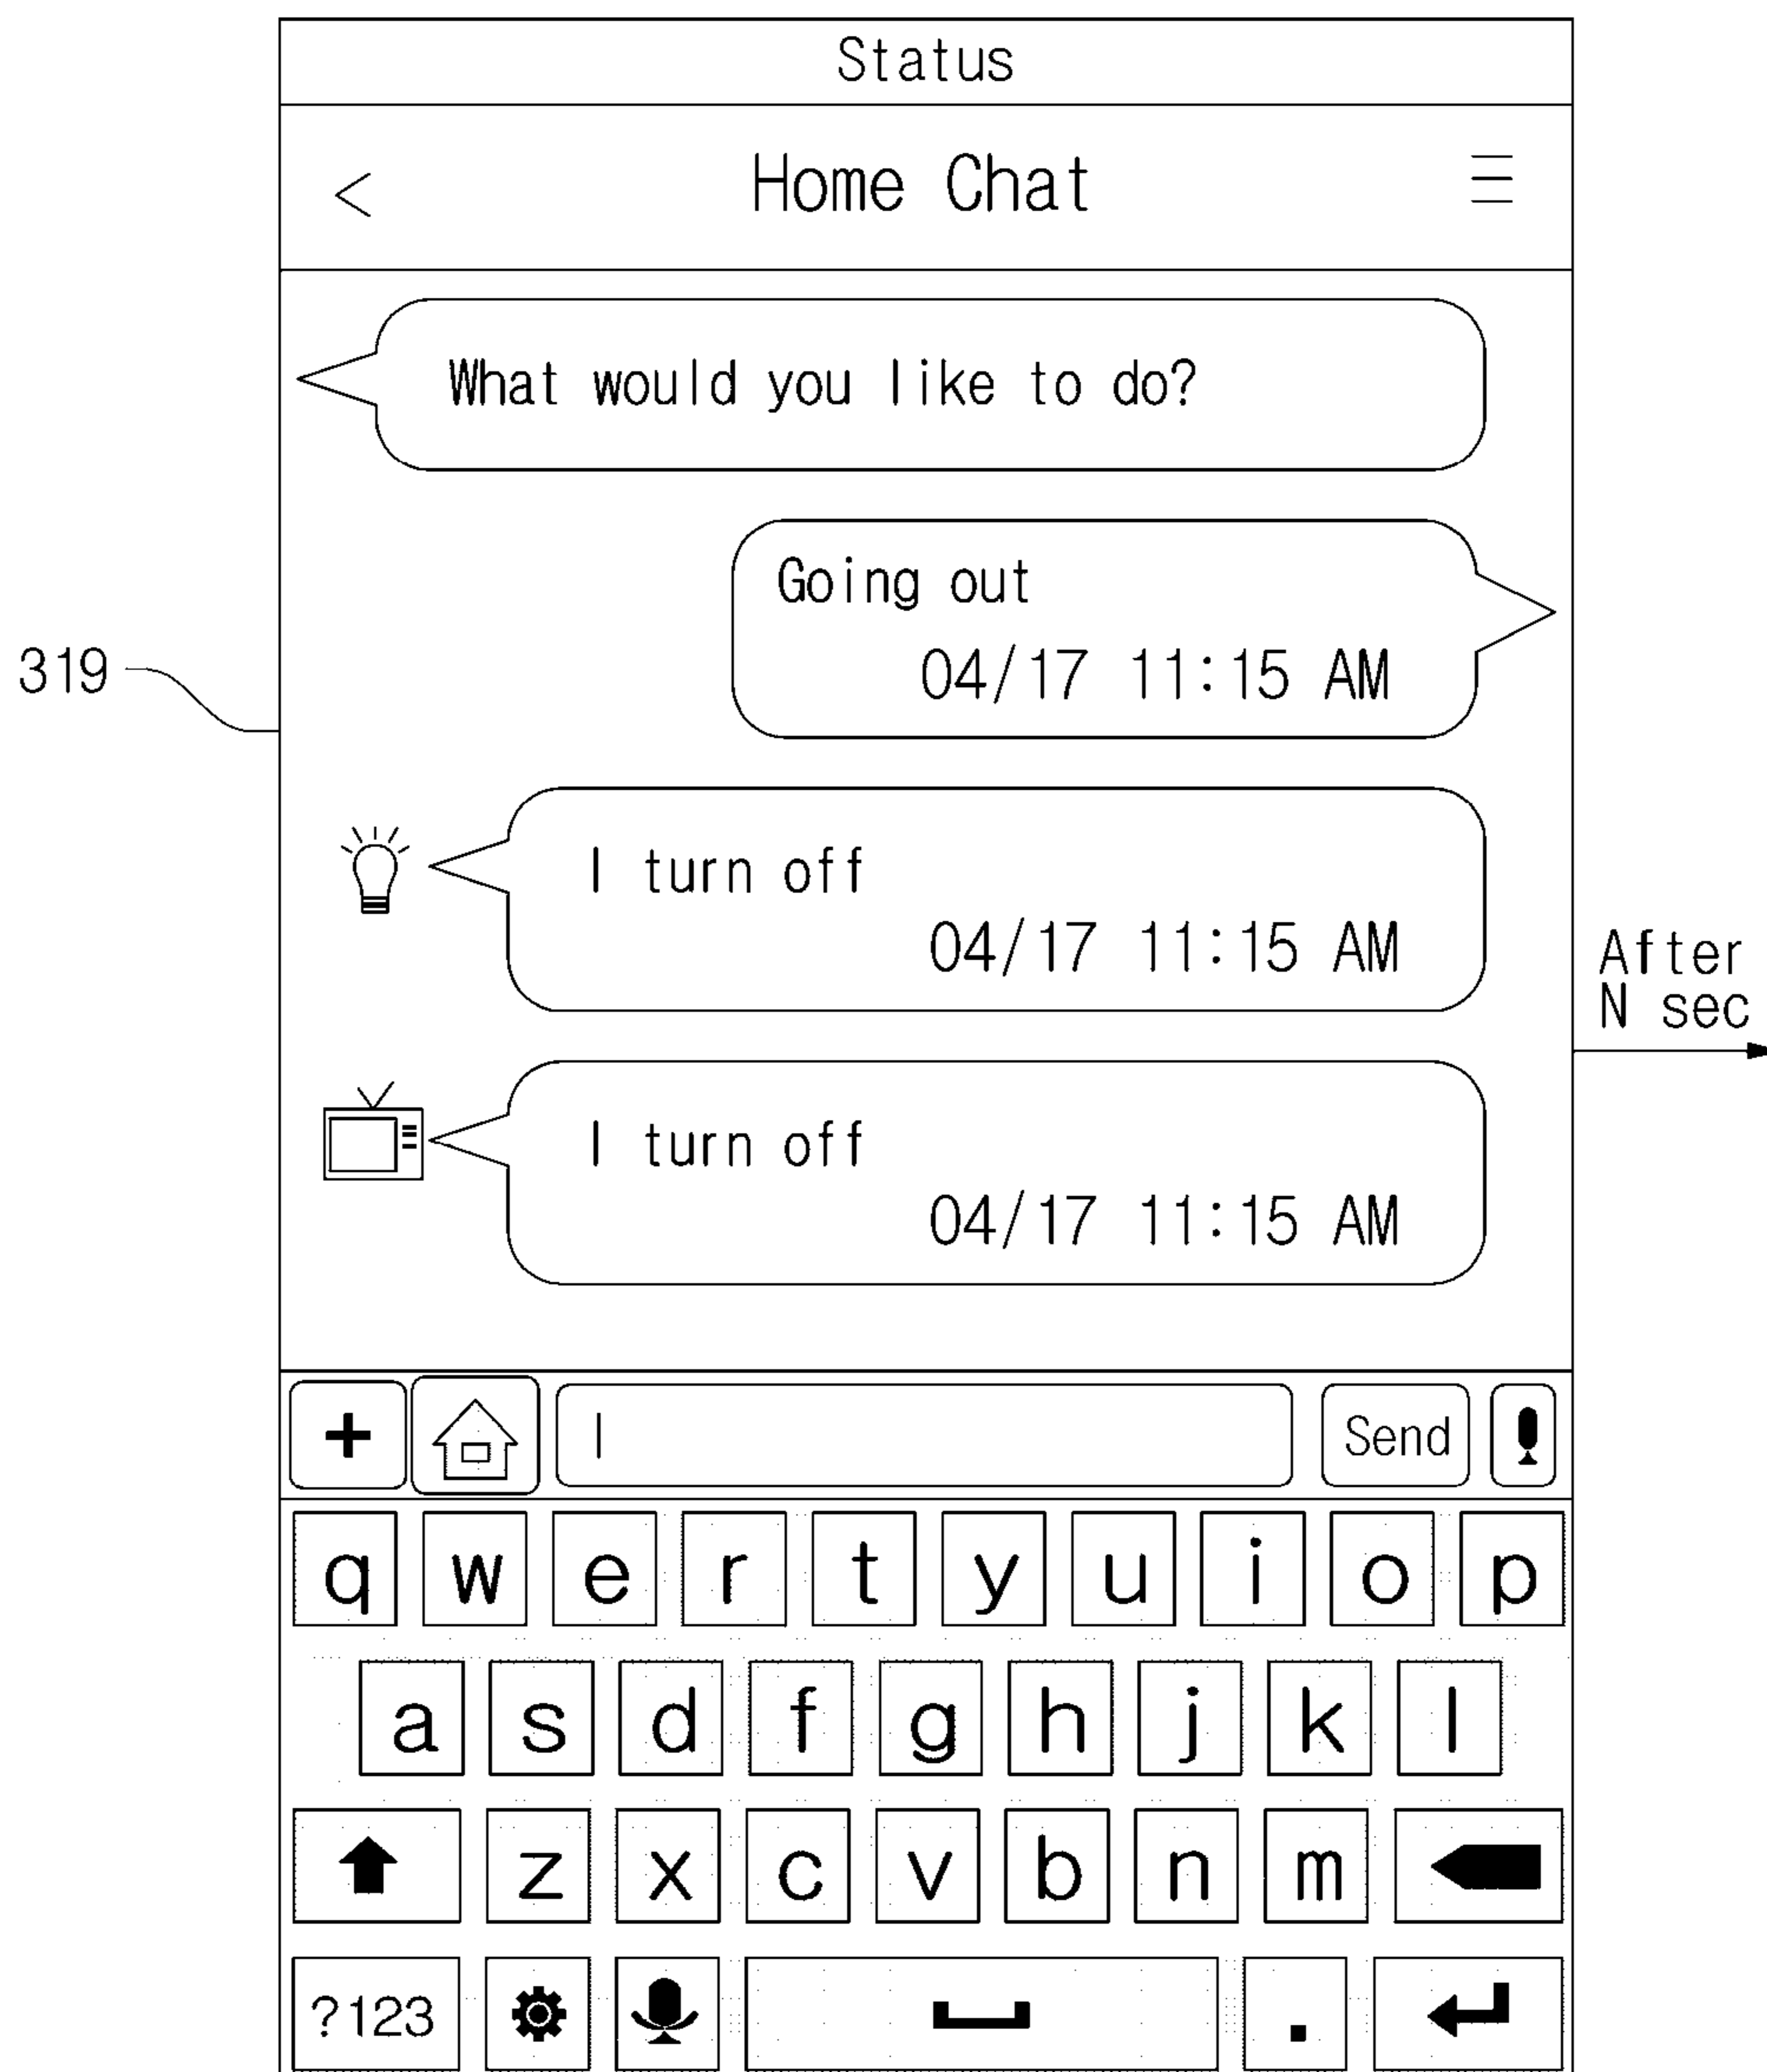 Status
< Home Chat
What would you like to do?
Going out
04/17 11:15 AM
319
I turn off
04/17 11:15 AM
After
N sec
I turn off
04/17 11:15 AM
+ Send
q w e r t y u i o p
a s d f g h j k l
z x c v b n m
?123 .